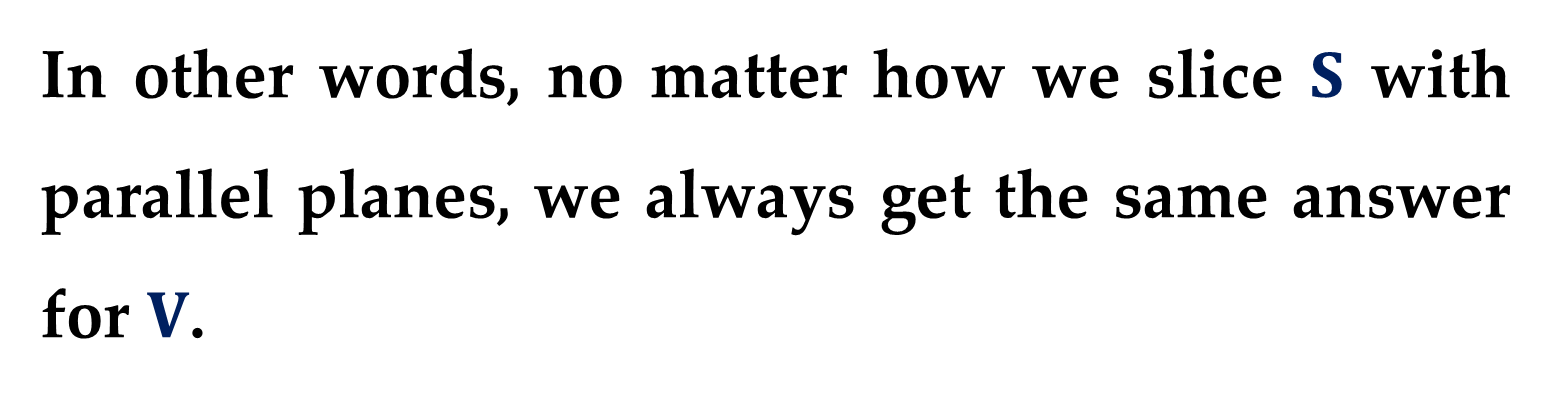 In other words, no matter how we slice S with
parallel planes, we always get the same answer
for V.